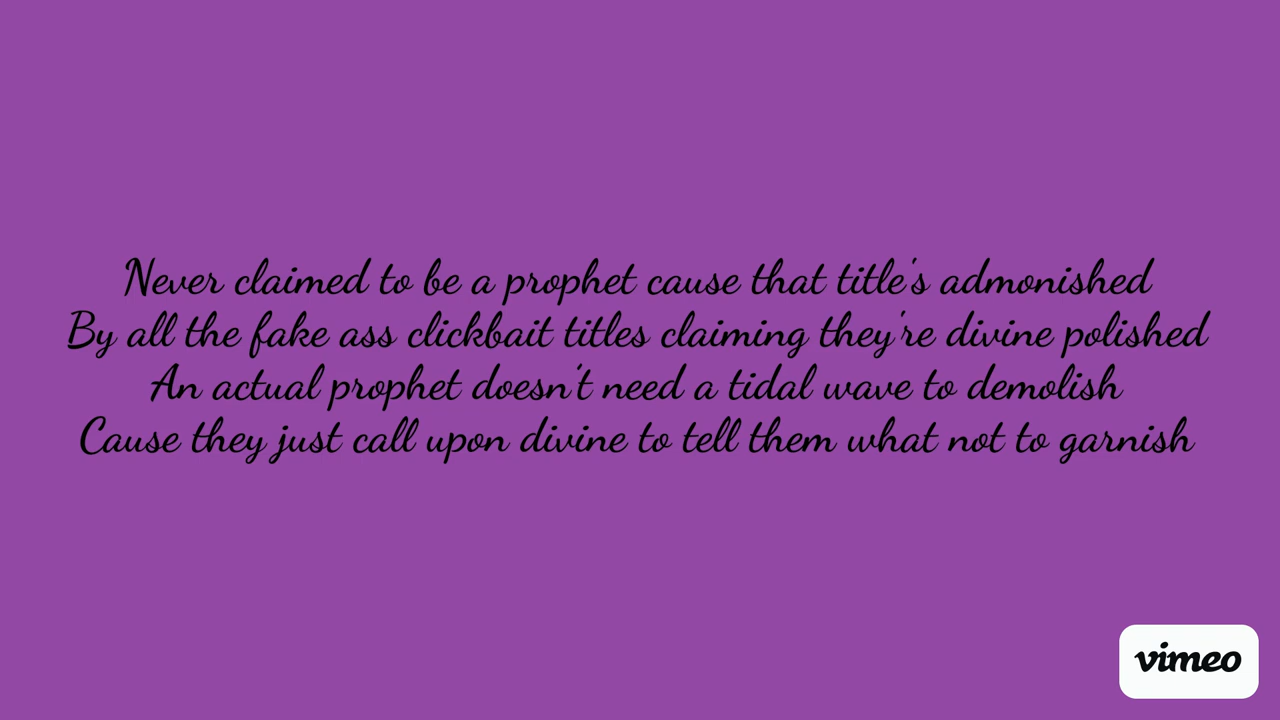 Never claimed to be a prophet cause that title's admonished
By all the fake ass clickbait titles claiming they're divine polished
An actual prophet doesn't need a tidal wave to demolish
Cause they just call upon divine to tell them what not to garnish
vimeo